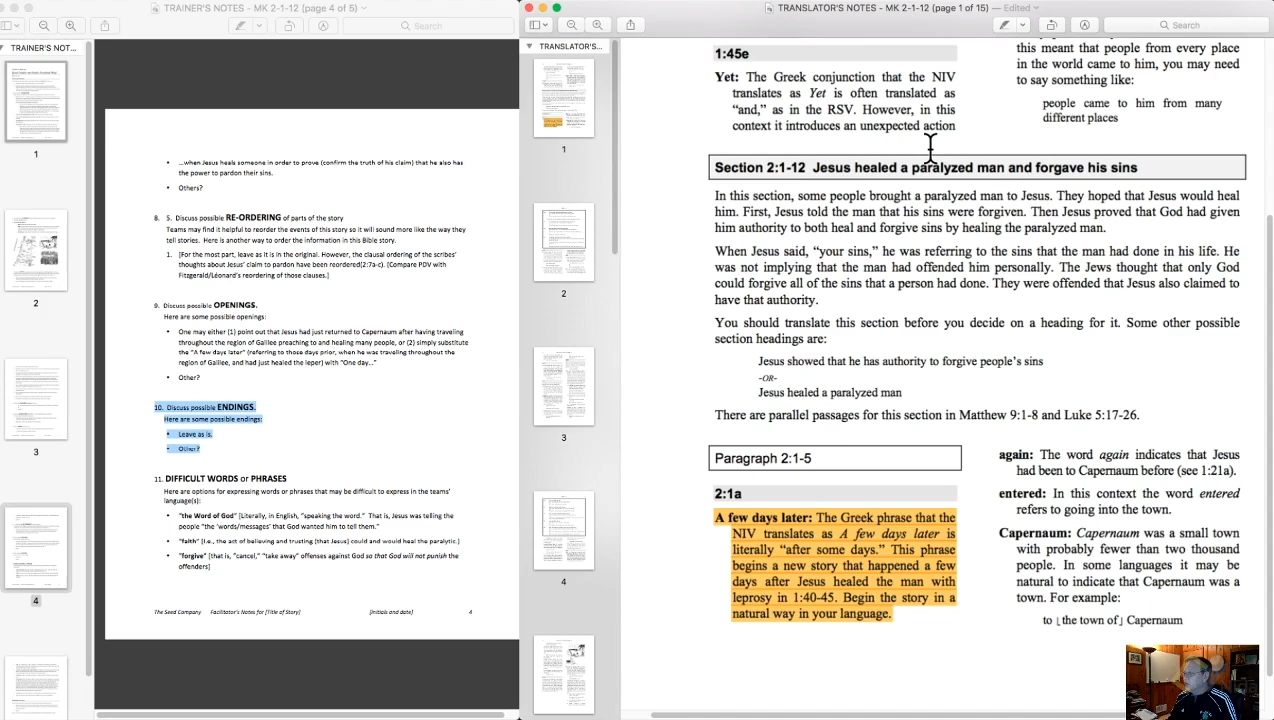 TRAINER'S NOTES - MK 2-1-12 (page 4 of 5)
Search
TRAINER'S NOT...
1
2
3
4
...when Jesus heals someone in order to prove (confirm the truth of his claim) that he also has
the power to pardon their sins.
Others?
8. 5. Discuss possible RE-ORDERING of parts of the story
Teams may find it helpful to reorder the events of this story so it will sound more like the way they
tell stories. Here is another way to order the information in this Bible story.
1. [For the most part, leave as it is in the original. However, the clausal ordering of the scribes'
thoughts about Jesus' claim to pardon have been reordered(2:7a-c). [Compare PDV with
Fitzgerald/Léonard's reordering of those clauses.]
9. Discuss possible OPENINGS.
Here are some possible openings:
One may either (1) point out that Jesus had just returned to Capernaum after having traveling
throughout the region of Galilee preaching to and healing many people, or (2) simply substitute
the "A few days later" (referring to those days prior, when he was traveling throughout the
region of Galilee, and had just healed the leper) with "One day..."
Other?
10. Discuss possible ENDINGS.
Here are some possible endings:
Leave as is.
Other?
11. DIFFICULT WORDS or PHRASES
Here are options for expressing words or phrases that may be difficult to express in the teams'
language(s):
"the Word of God" [Literally, in English, "speaking the word." That is, Jesus was telling the
people "the 'words/messages' that God wanted him to tell them."
"faith" [I.e., the act of believing and trusting [that Jesus] could and would heal the paralytic.]
"forgive" [that is, "cancel," "take away" offenses against God so that God will not punish the
offenders]
The Seed Company Facilitator's Notes for [Title of Story] [Initials and date] 4
TRANSLATOR'S NOTES - MK 2-1-12 (page 1 of 15) — Edited
Search
TRANSLATOR'S...
1
2
3
4
1:45e
Yet: The Greek conjunction that the NIV
translates as Yet is often translated as
"and," as in the RSV. However, in this
context it introduces an unexpected action
this meant that people from every place
in the world came to him, you may need
to say something like:
people came to him from many
different places
Section 2:1-12 Jesus healed a paralyzed man and forgave his sins
In this section, some people brought a paralyzed man to Jesus. They hoped that Jesus would heal
him. First, Jesus told the man that his sins were forgiven. Then Jesus proved that God had given
him authority to pronounce and forgive sins by healing the paralyzed man.
When Jesus said "your sins," he was referring to the sins that the man had done in his life. He
was not implying that the man had offended him personally. The Jews thought that only God
could forgive all of the sins that a person had done. They were offended that Jesus also claimed to
have that authority.
You should translate this section before you decide on a heading for it. Some other possible
section headings are:
Jesus showed that he has authority to forgive people's sins
-OR-
Jesus healed a paralyzed man
There are parallel passages for this section in Matthew 9:1-8 and Luke 5:17-26.
Paragraph 2:1-5
2:1a
A few days later: The Greek phrase that the
NIV translates as A few days later is
literally "after some days." This phrase
begins a new story that happened a few
days after Jesus healed the man with
leprosy in 1:40-45. Begin the story in a
natural way in your language.
again: The word again indicates that Jesus
had been to Capernaum before (see 1:21a).
entered: In this context the word entered
refers to going into the town.
Capernaum: Capernaum was a small town
with probably fewer than two thousand
people. In some languages it may be
natural to indicate that Capernaum was a
town. For example:
to ⌊the town of⌋ Capernaum